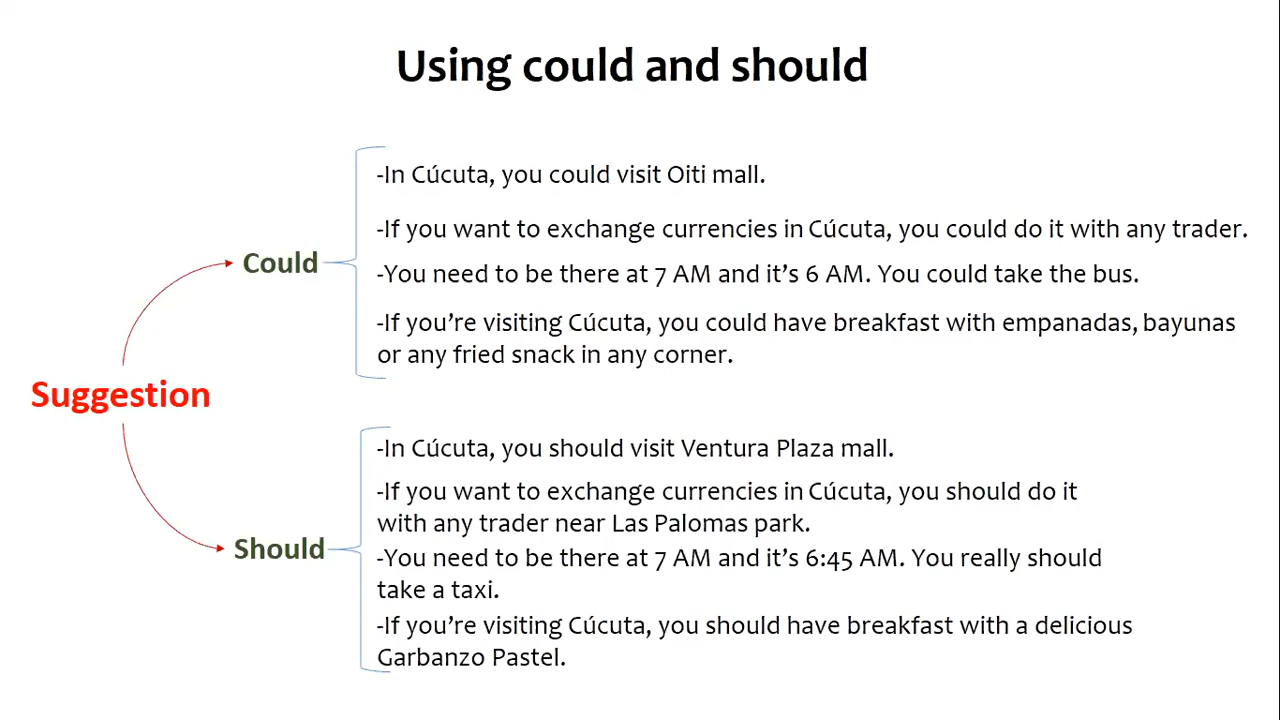 Using could and should
-In Cúcuta, you could visit Oiti mall.
-If you want to exchange currencies in Cúcuta, you could do it with any trader.
Could
-You need to be there at 7 AM and it's 6 AM. You could take the bus.
-If you're visiting Cúcuta, you could have breakfast with empanadas, bayunas
or any fried snack in any corner.
Suggestion
-In Cúcuta, you should visit Ventura Plaza mall.
-If you want to exchange currencies in Cúcuta, you should do it
with any trader near Las Palomas park.
Should
-You need to be there at 7 AM and it's 6:45 AM. You really should
take a taxi.
-If you're visiting Cúcuta, you should have breakfast with a delicious
Garbanzo Pastel.